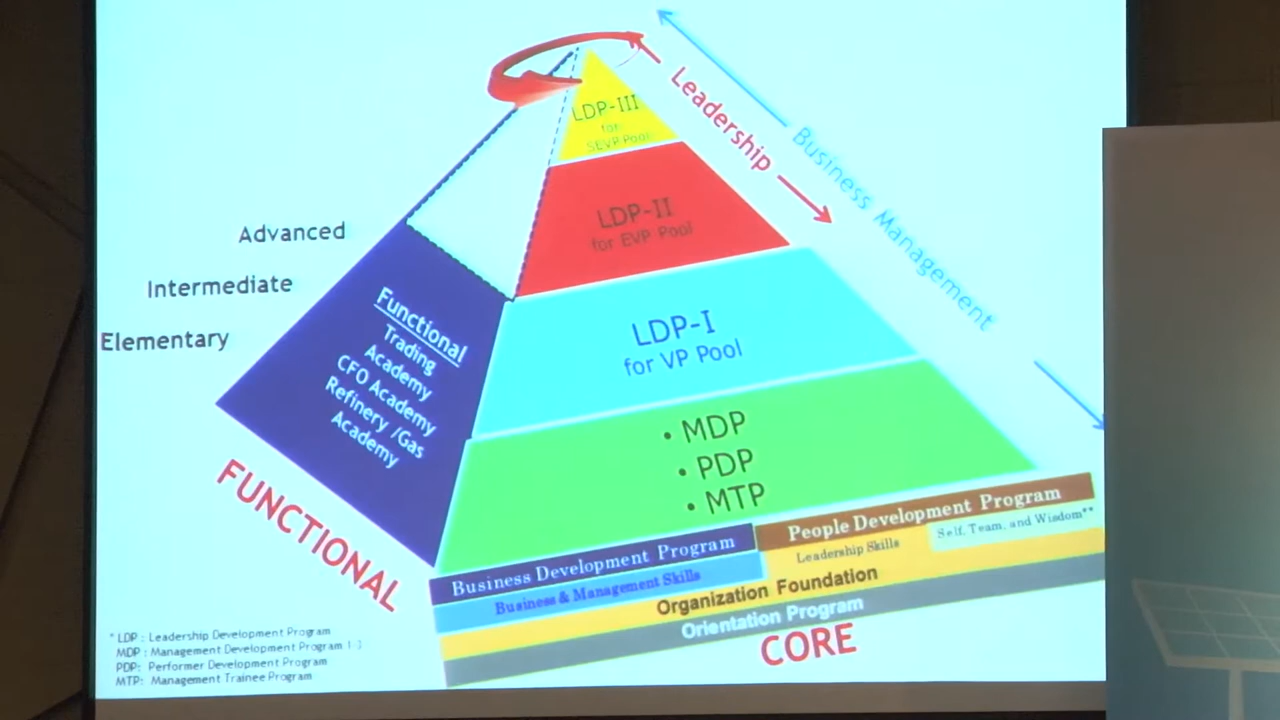 LDP-III
for
SEVP Pool
Leadership
Business Management
LDP-II
for EVP Pool
Advanced
Intermediate
Elementary
LDP-I
for VP Pool
Functional
Trading
Academy
CFO Academy
Refinery /Gas
Academy
• MDP
• PDP
• MTP
FUNCTIONAL
Business Development Program
People Development Program
Business & Management Skills
Leadership Skills
Self, Team, and Wisdom**
Organization Foundation
Orientation Program
CORE
* LDP : Leadership Development Program
MDP : Management Development Program 1-3
PDP: Performer Development Program
MTP: Management Trainee Program